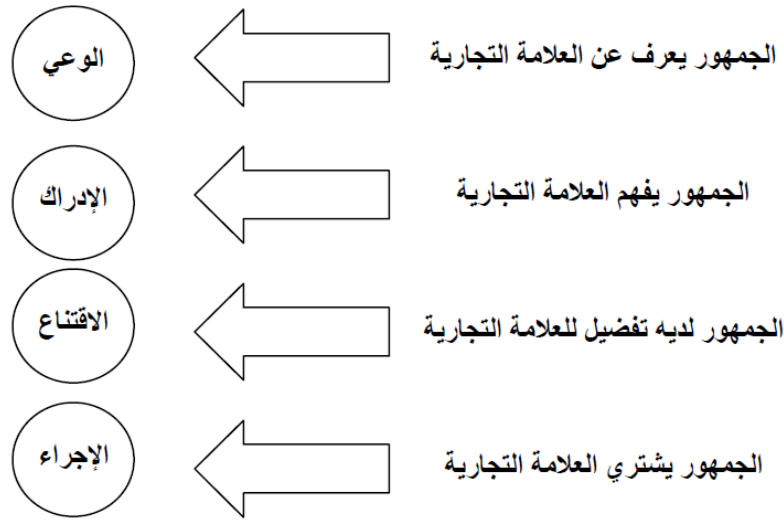 الجمهور يعرف عن العلامة التجارية
الوعي
الجمهور يفهم العلامة التجارية
الإدراك
الجمهور لديه تفضيل للعلامة التجارية
الاقتناع
الجمهور يشتري العلامة التجارية
الإجراء